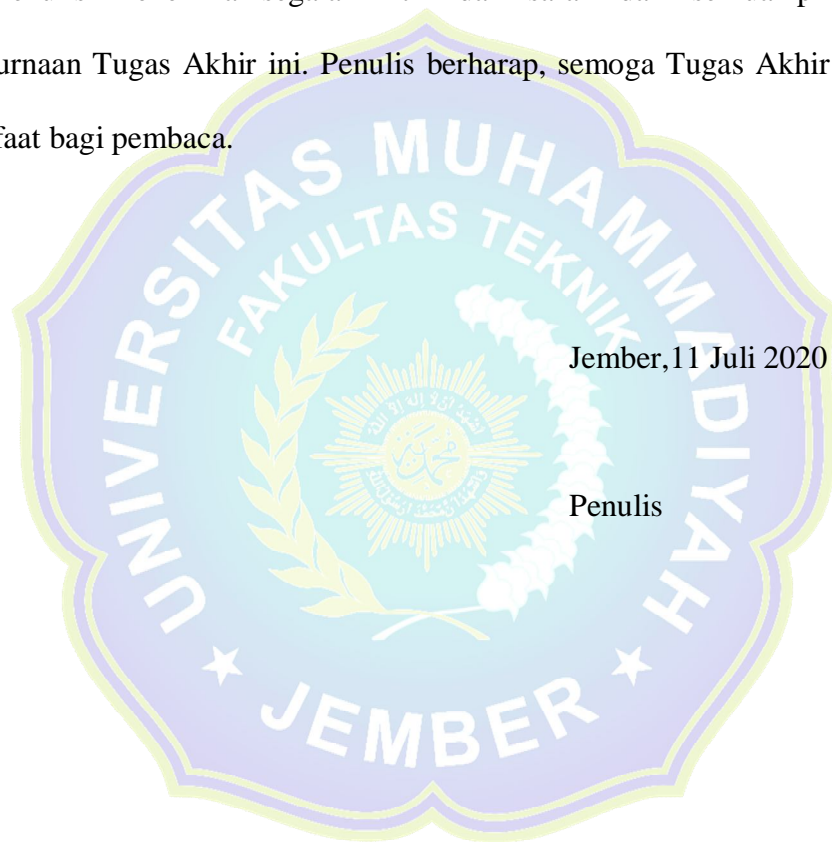 urnaan Tugas Akhir ini. Penulis berharap, semoga Tugas Akhir
faat bagi pembaca.
UNIVERSITAS MUHAMMADIYAH
FAKULTAS TEKNIK
Jember,11 Juli 2020
Penulis
JEMBER